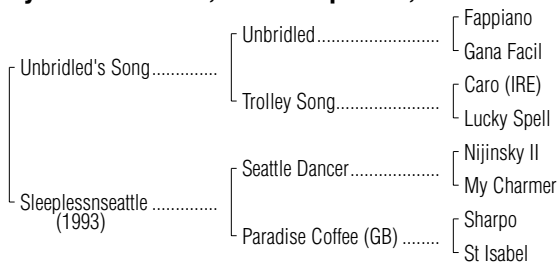 Fappiano
Unbridled..............................
Gana Facil
Unbridled's Song..............
Caro (IRE)
Trolley Song..........................
Lucky Spell
Nijinsky II
Seattle Dancer......................
My Charmer
Sleeplessnseattle ..............
(1993)
Sharpo
Paradise Coffee (GB) ........
St Isabel